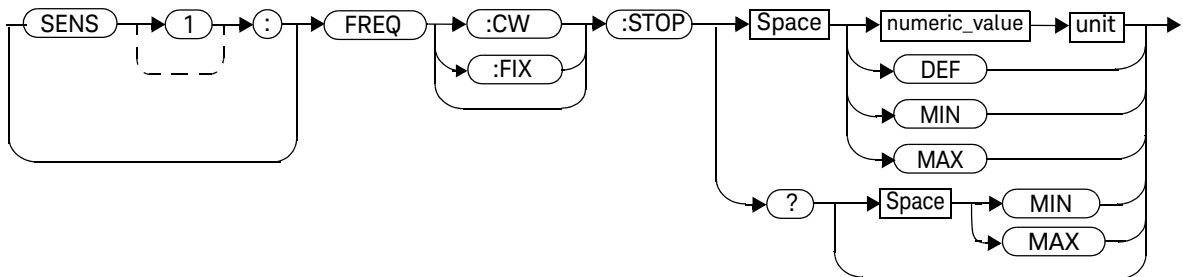 SENS 1 : FREQ :CW :STOP Space numeric_value unit
:FIX DEF
MIN
MAX
? Space MIN
MAX